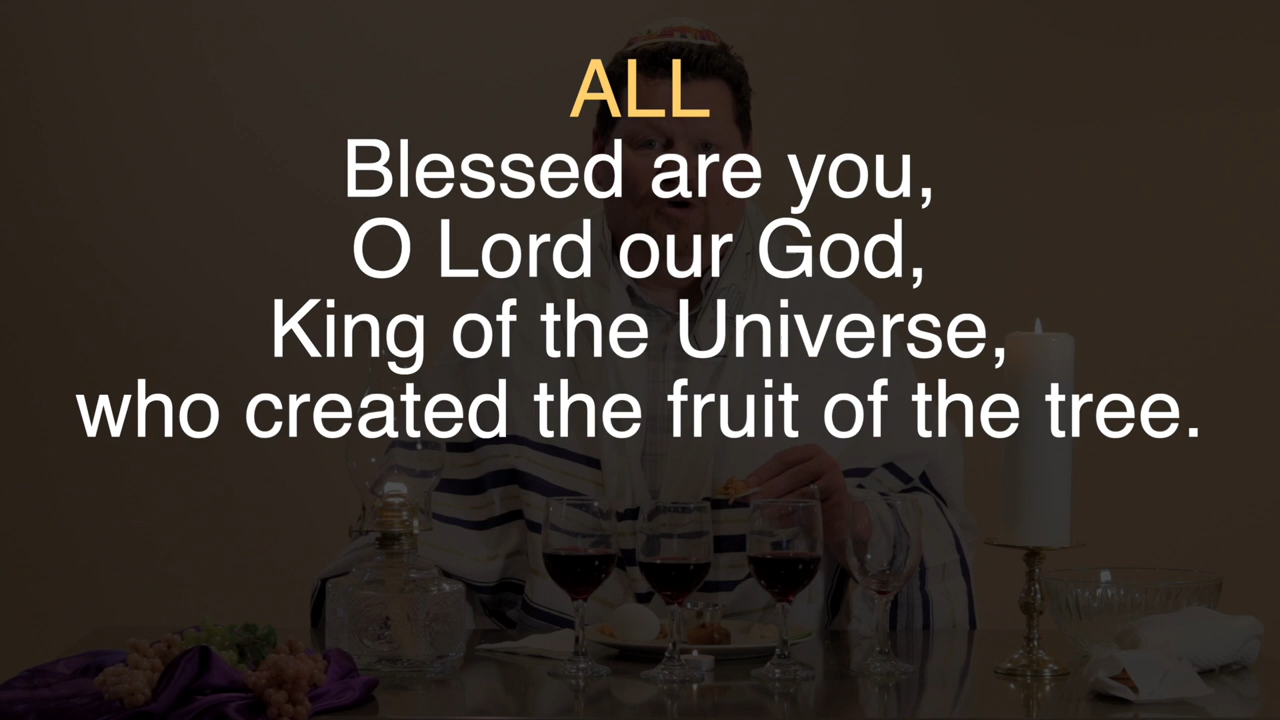 ALL
Blessed are you,
O Lord our God,
King of the Universe,
who created the fruit of the tree.